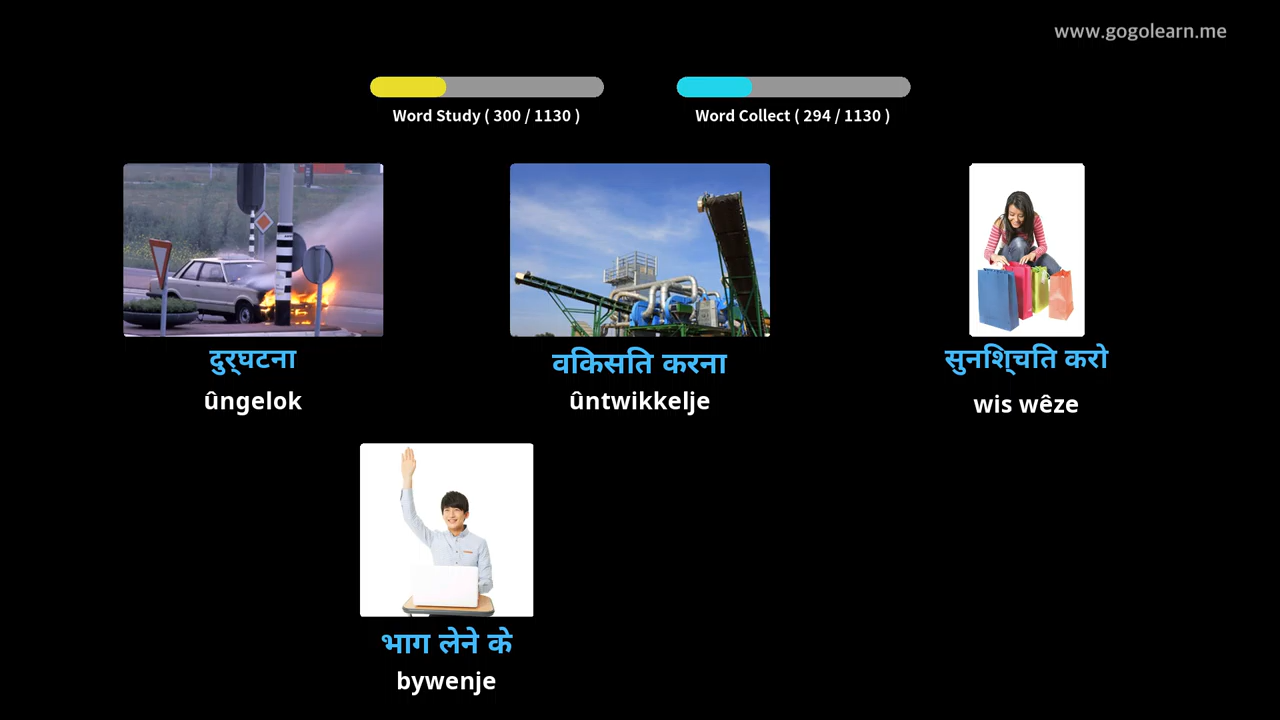 www.gogolearn.me
Word Study ( 300 / 1130 )
Word Collect ( 294 / 1130 )
दुर्‌घटना
वकिसति करना
सुनश्‌चिति करो
ûngelok
ûntwikkelje
wis wêze
भाग लेने के
bywenje